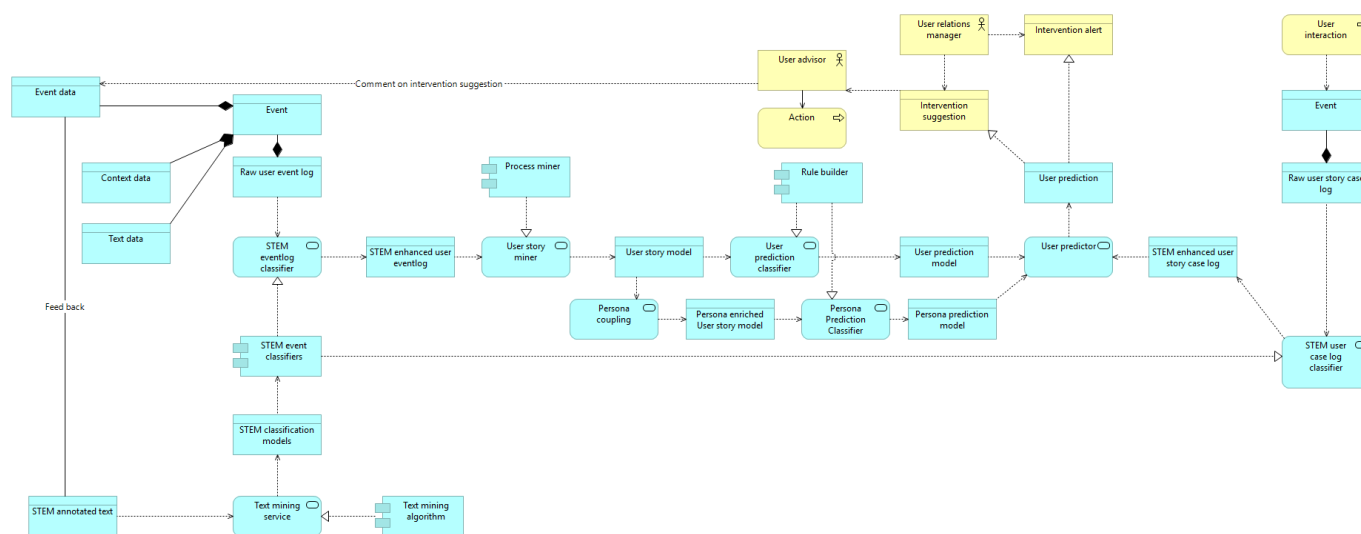 User relations
manager
Intervention alert
User
interaction
User advisor
Comment on intervention suggestion
Event data
Event
Action
Intervention
suggestion
Event
Context data
Raw user event log
Process miner
Rule builder
User prediction
Raw user story case
log
Text data
STEM
eventlog
classifier
STEM enhanced user
eventlog
User story
miner
User story model
User
prediction
classifier
User prediction
model
User predictor
STEM enhanced user
story case log
Feed back
Persona
coupling
Persona enriched
User story model
Persona
Prediction
Classifier
Persona prediction
model
STEM event
classifiers
STEM user
case log
classifier
STEM classification
models
STEM annotated text
Text mining
service
Text mining
algorithm